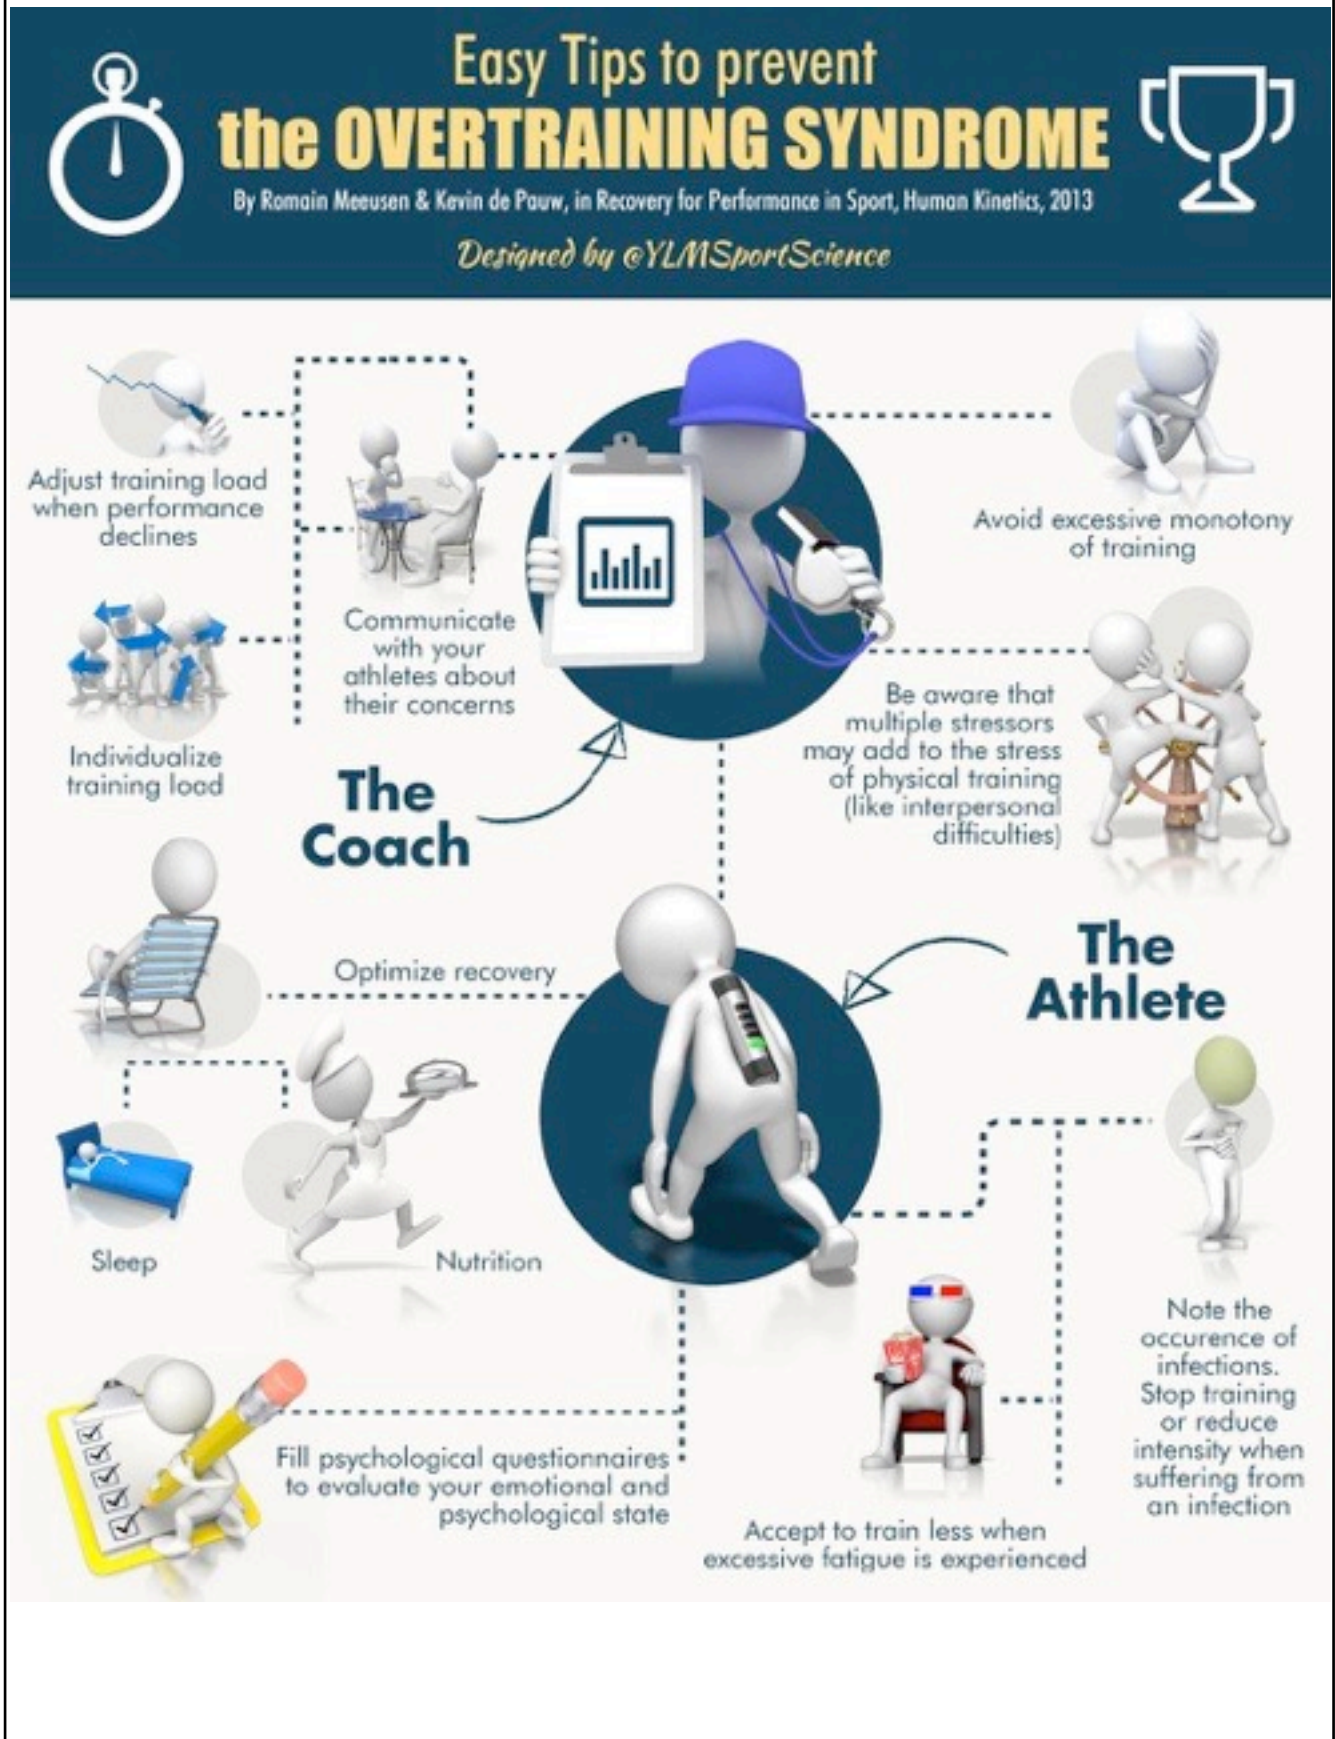 Easy Tips to prevent
the OVERTRAINING SYNDROME
By Romain Meeusen & Kevin de Pauw, in Recovery for Performance in Sport, Human Kinetics, 2013
Designed by @YLMSportScience
Adjust training load
when performance
declines
Communicate
with your
athletes about
their concerns
Individualize
training load
The
Coach
Avoid excessive monotony
of training
Be aware that
multiple stressors
may add to the stress
of physical training
(like interpersonal
difficulties)
The
Athlete
Optimize recovery
Sleep
Nutrition
Fill psychological questionnaires
to evaluate your emotional and
psychological state
Accept to train less when
excessive fatigue is experienced
Note the
occurence of
infections.
Stop training
or reduce
intensity when
suffering from
an infection